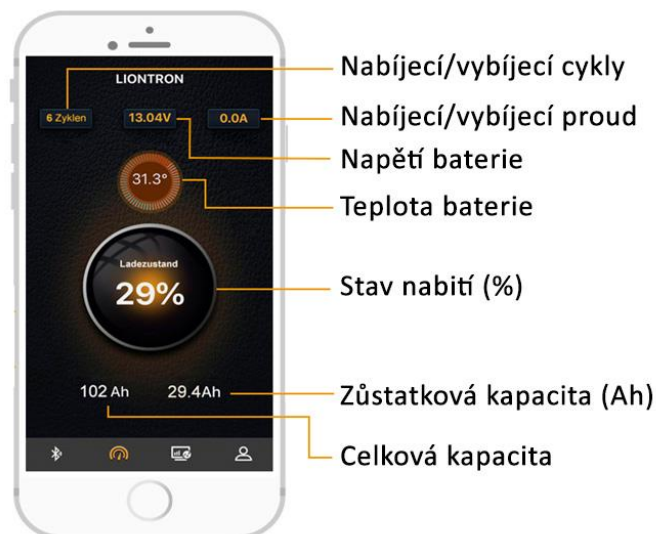 LIONTRON
6 Zyklen 13.04V 0.0A
31.3°
Ladezustand
29%
102 Ah 29.4Ah
Nabíjecí/vybíjecí cykly
Nabíjecí/vybíjecí proud
Napětí baterie
Teplota baterie
Stav nabití (%)
Zůstatková kapacita (Ah)
Celková kapacita